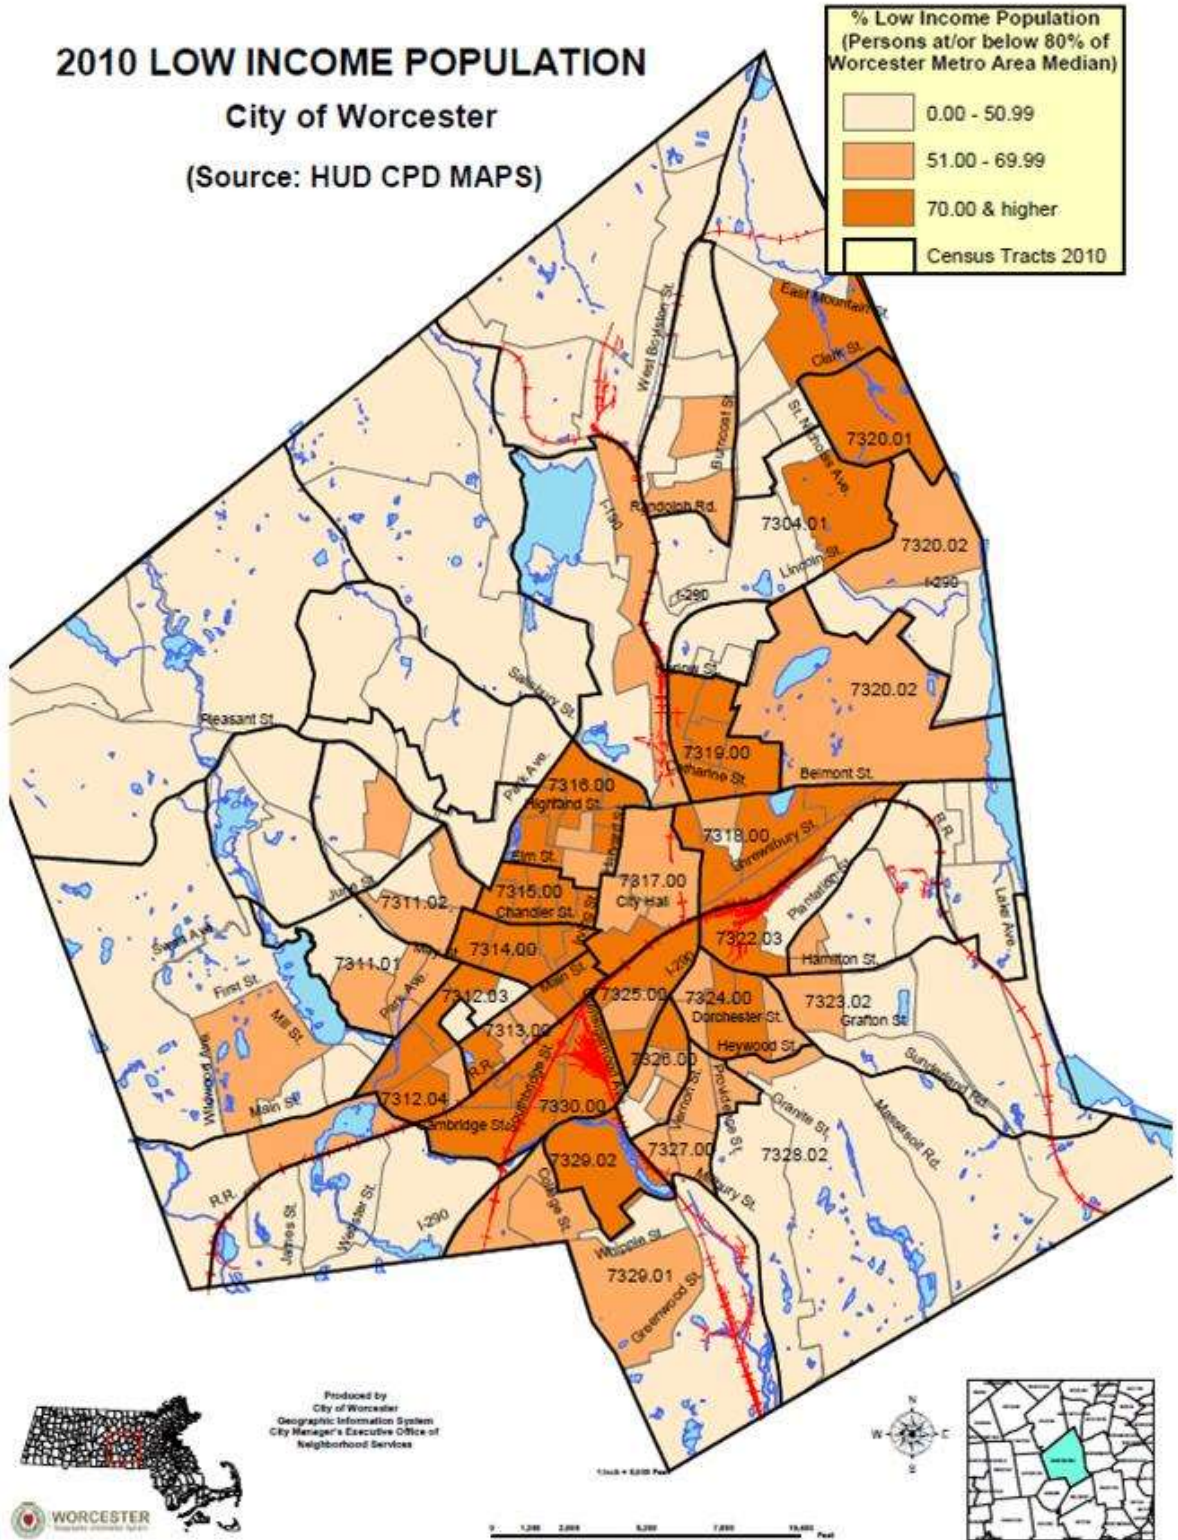 2010 LOW INCOME POPULATION
City of Worcester
(Source: HUD CPD MAPS)
% Low Income Population
(Persons at/or below 80% of
Worcester Metro Area Median)
0.00 - 50.99
51.00 - 69.99
70.00 & higher
Census Tracts 2010
East Mountain St.
Clark St.
West Boylston St.
Burncoat St.
St. Nicholas Ave.
7320.01
I-190
Randolph Rd.
7304.01
7320.02
Lincoln St.
I-290
I-290
Salisbury St.
7320.02
Pleasant St.
7319.00
Catharine St.
Belmont St.
Park Ave.
7316.00
Highland St.
7318.00
Shrewsbury St.
R.R.
Elm St.
7317.00
City Hall
June St.
7315.00
Chandler St.
Plantation St.
Lake Ave.
7311.02
7322.03
May St.
7314.00
Hamilton St.
7311.01
First St.
Park Ave.
7312.03
Main St.
I-290
7325.00
7324.00
7323.02
Dorchester St.
Grafton St.
Mill St.
7313.00
R.R.
Heywood St.
7326.00
Sunderland Rd.
Wildwood Ave.
Main St.
7312.04
Southbridge St.
7330.00
Vernon St.
Providence St.
Granite St.
Massasoit Rd.
Cambridge St.
7329.02
7327.00
7328.02
Millbury St.
R.R.
James St.
Webster St.
I-290
College St.
Whipple St.
7329.01
Greenwood St.
Produced by
City of Worcester
Geographic Information System
City Manager's Executive Office of
Neighborhood Services
N
W
E
S
WORCESTER
0
Feet